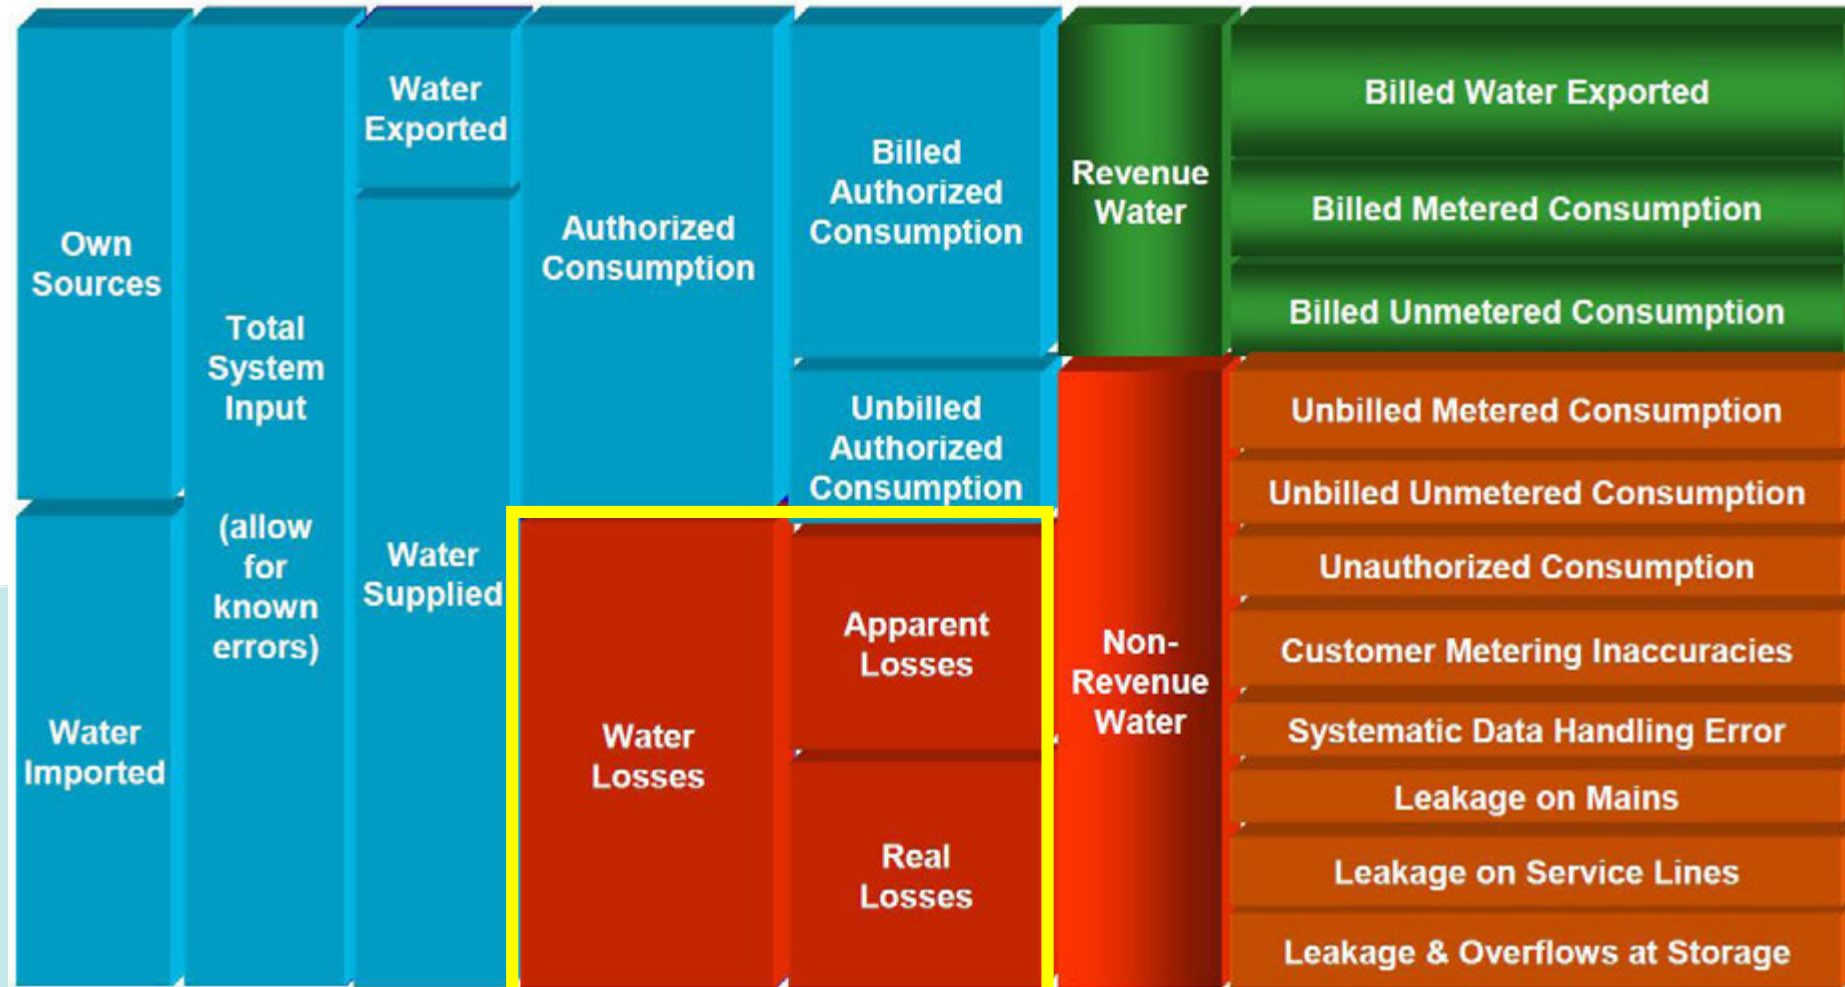 Own
Sources
Water
Imported
Total
System
Input
(allow
for
known
errors)
Water
Exported
Water
Supplied
Authorized
Consumption
Water
Losses
Billed
Authorized
Consumption
Unbilled
Authorized
Consumption
Apparent
Losses
Real
Losses
Revenue
Water
Non-
Revenue
Water
Billed Water Exported
Billed Metered Consumption
Billed Unmetered Consumption
Unbilled Metered Consumption
Unbilled Unmetered Consumption
Unauthorized Consumption
Customer Metering Inaccuracies
Systematic Data Handling Error
Leakage on Mains
Leakage on Service Lines
Leakage & Overflows at Storage